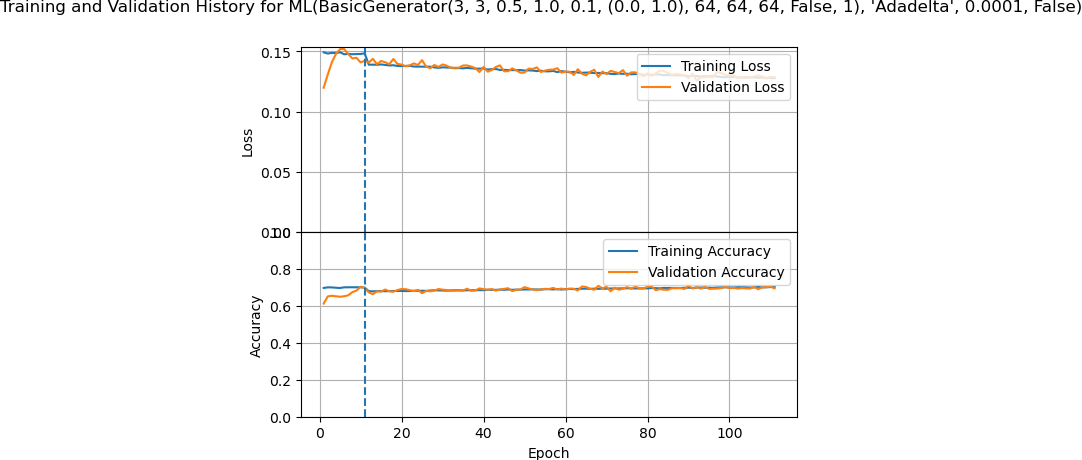 Training and Validation History for ML(BasicGenerator(3, 3, 0.5, 1.0, 0.1, (0.0, 1.0), 64, 64, 64, False, 1), 'Adadelta', 0.0001, False)
0.15
Training Loss
Validation Loss
0.10
Loss
0.05
0.00
1.0
Training Accuracy
Validation Accuracy
0.8
0.6
Accuracy
0.4
0.2
0.0
0 20 40 60 80 100
Epoch